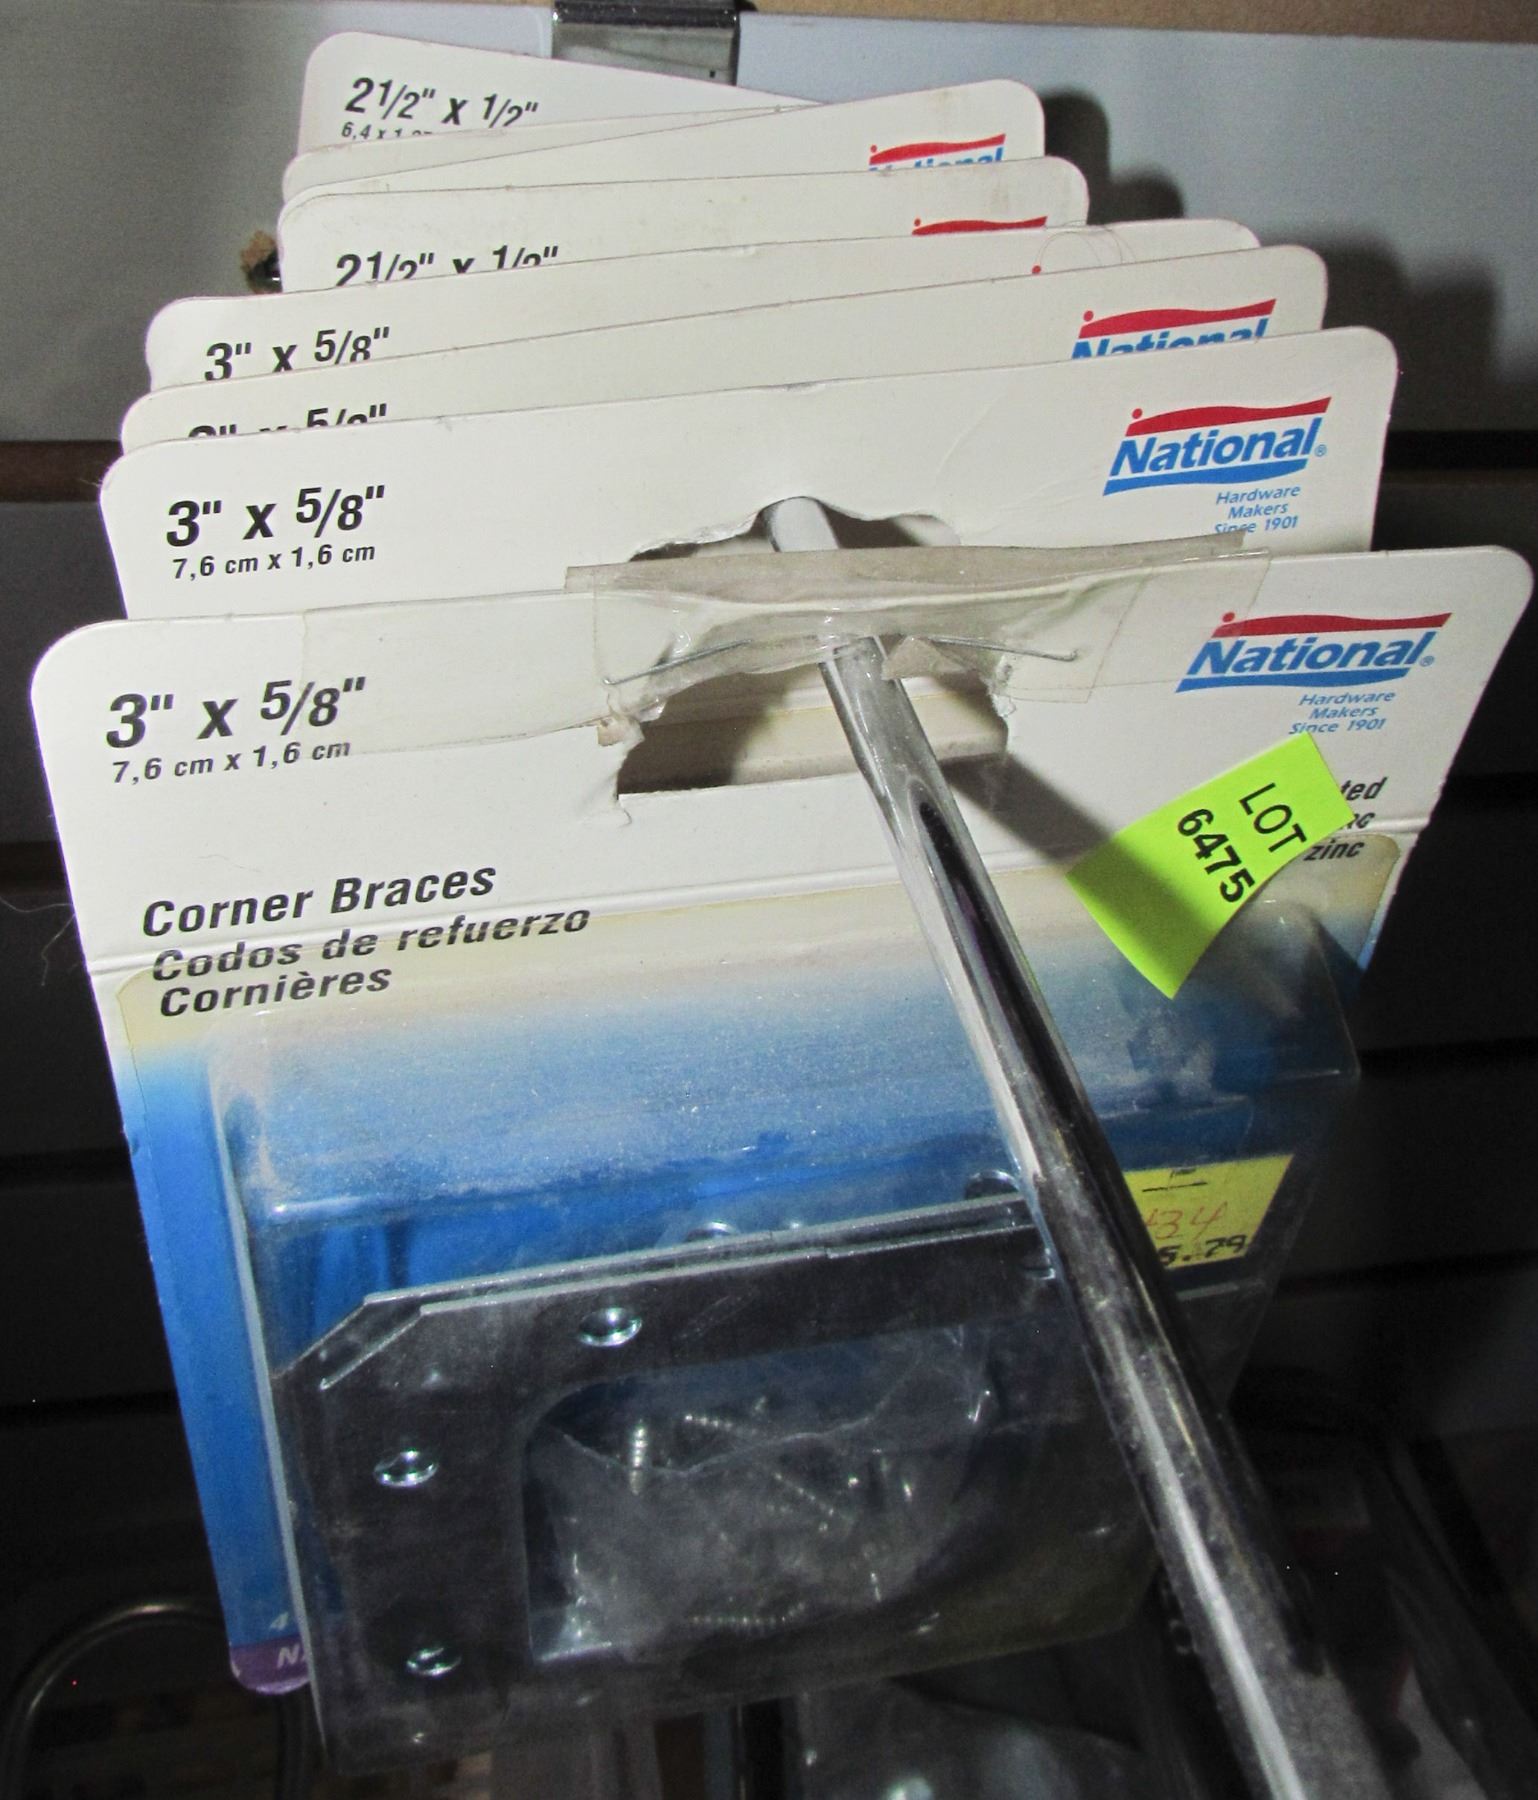 2 1/2" x 1/2"
National
2 1/2" x 1/2"
3" x 5/8"
National
3" x 5/8"
7,6 cm x 1,6 cm
National®
Hardware
Makers
Since 1901
3" x 5/8"
7,6 cm x 1,6 cm
National®
Hardware
Makers
Since 1901
LOT
6475
zinc
Corner Braces
Codos de refuerzo
Cornières